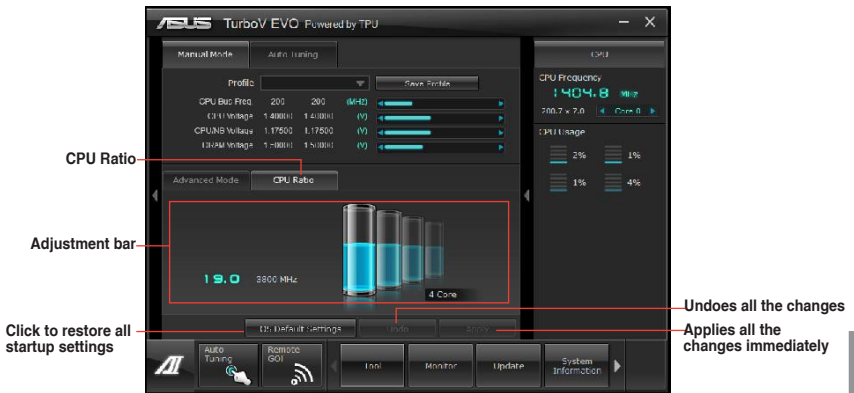 ASUS TurboV EVO Powered by TPU
Manual Mode
Auto Tuning
CPU
Profile
Save Profile
CPU Bus Freq 200 200 (MHz)
CPU Voltage 1.40000 1.40000 (V)
CPU/NB Voltage 1.17500 1.17500 (V)
DRAM Voltage 1.50000 1.50000 (V)
CPU Frequency
1404.8 MHz
200.7 x 7.0
Core 0
CPU Usage
2%
1%
1%
4%
CPU Ratio
Advanced Mode
CPU Ratio
Adjustment bar
19.0 3800 MHz
4 Core
OS Default Settings
Undo
Apply
Undoes all the changes
Applies all the
changes immediately
Click to restore all
startup settings
AI
Auto
Tuning
Remote
GO!
Tool
Monitor
Update
System
Information